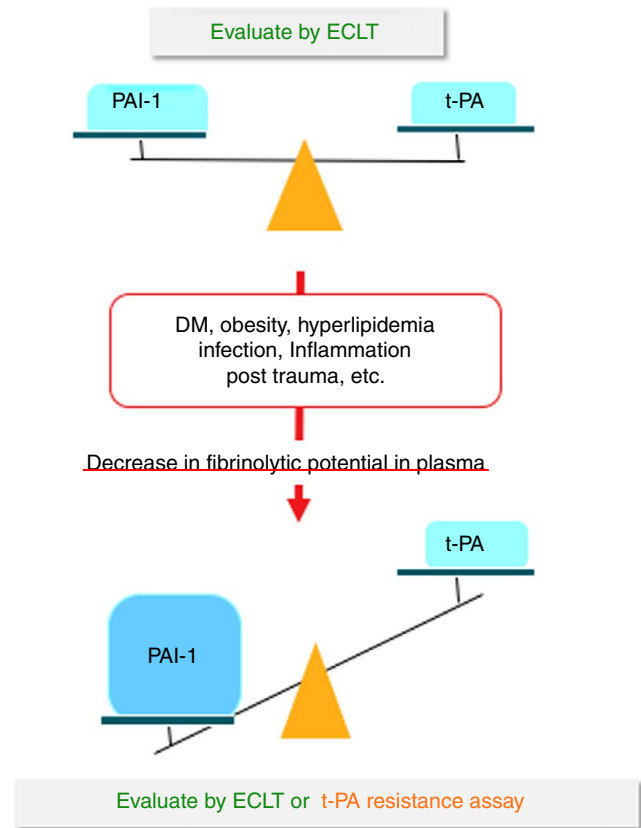 Evaluate by ECLT
PAI-1
t-PA
DM, obesity, hyperlipidemia
infection, Inflammation
post trauma, etc.
Decrease in fibrinolytic potential in plasma
t-PA
PAI-1
Evaluate by ECLT or t-PA resistance assay